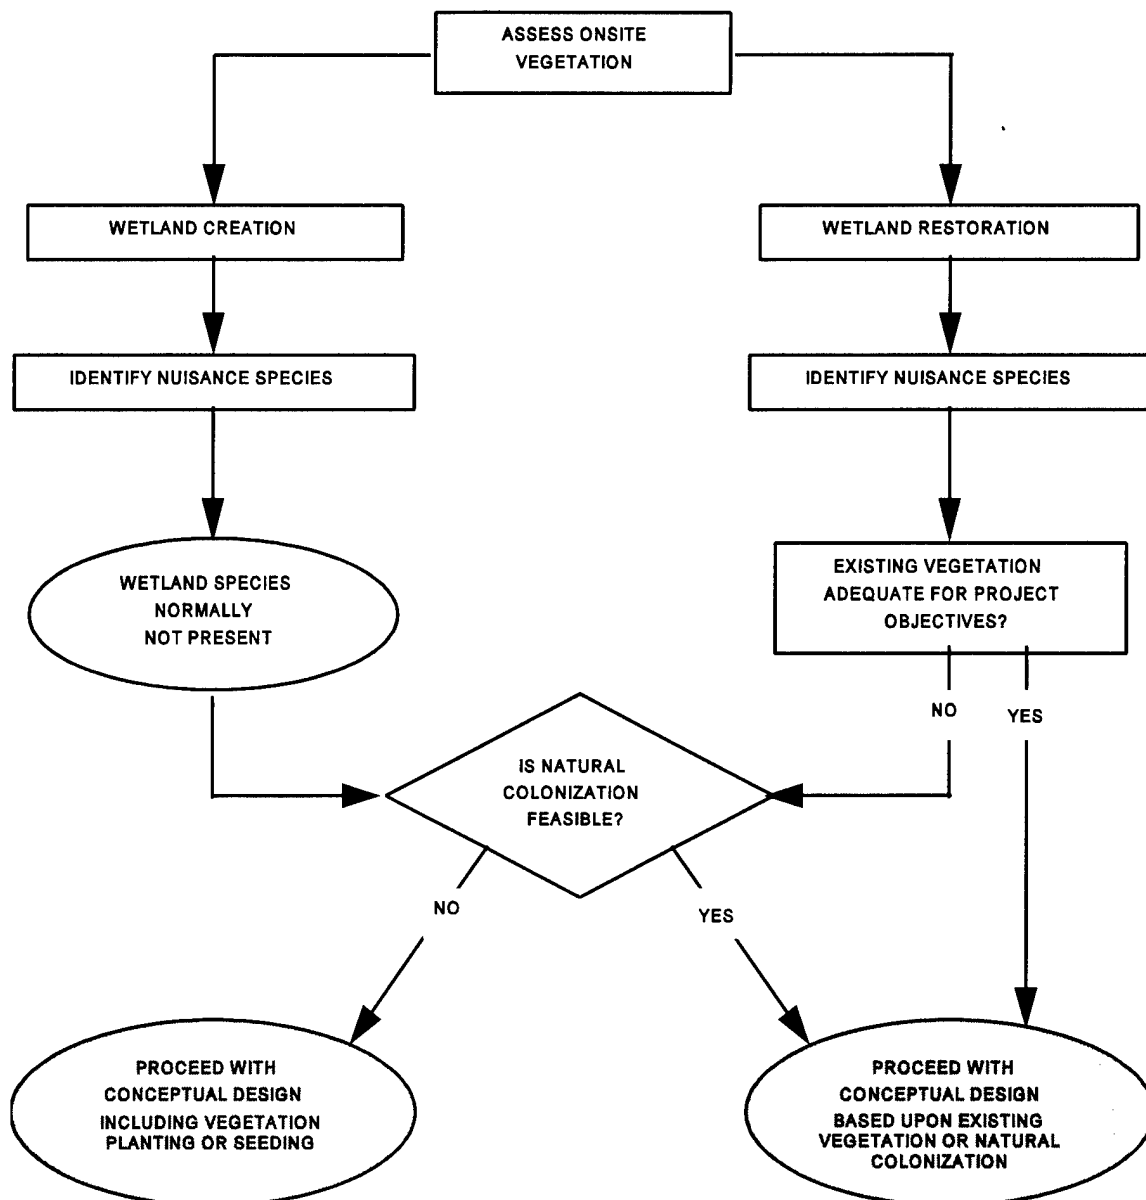 ASSESS ONSITE
VEGETATION
WETLAND CREATION
WETLAND RESTORATION
IDENTIFY NUISANCE SPECIES
IDENTIFY NUISANCE SPECIES
WETLAND SPECIES
NORMALLY
NOT PRESENT
EXISTING VEGETATION
ADEQUATE FOR PROJECT
OBJECTIVES?
NO
YES
IS NATURAL
COLONIZATION
FEASIBLE?
NO
YES
PROCEED WITH
CONCEPTUAL DESIGN
INCLUDING VEGETATION
PLANTING OR SEEDING
PROCEED WITH
CONCEPTUAL DESIGN
BASED UPON EXISTING
VEGETATION OR NATURAL
COLONIZATION